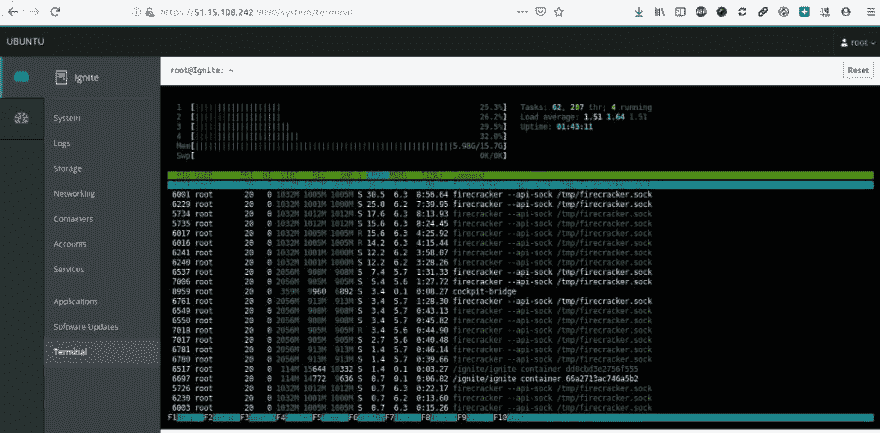 UBUNTU
root
Ignite
root@Ignite: ~
Reset
System
Logs
Storage
Networking
Containers
Accounts
Services
Applications
Software Updates
Terminal
1 [ 25.3%] Tasks: 62, 297 thr; 4 running
2 [ 26.2%] Load average: 1.51 1.64 1.51
3 [ 29.5%] Uptime: 01:43:11
4 [ 32.0%]
Mem[ 5.98G/15.7G]
Swp[ 0K/0K]
6001 root 20 0 1032M 1005M 1005M S 30.5 6.3 8:56.64 firecracker --api-sock /tmp/firecracker.sock
6229 root 20 0 1032M 1001M 1000M S 25.0 6.2 7:39.95 firecracker --api-sock /tmp/firecracker.sock
5734 root 20 0 1032M 1012M 1012M S 17.6 6.3 8:13.93 firecracker --api-sock /tmp/firecracker.sock
5735 root 20 0 1032M 1012M 1012M S 15.6 6.3 8:24.45 firecracker --api-sock /tmp/firecracker.sock
6017 root 20 0 1032M 1005M 1005M R 15.6 6.3 4:25.92 firecracker --api-sock /tmp/firecracker.sock
6016 root 20 0 1032M 1005M 1005M R 14.2 6.3 4:15.44 firecracker --api-sock /tmp/firecracker.sock
6241 root 20 0 1032M 1001M 1000M S 12.2 6.2 3:50.07 firecracker --api-sock /tmp/firecracker.sock
6240 root 20 0 1032M 1001M 1000M S 12.2 6.2 3:28.26 firecracker --api-sock /tmp/firecracker.sock
6537 root 20 0 2056M 908M 908M S 7.4 5.7 1:31.33 firecracker --api-sock /tmp/firecracker.sock
7006 root 20 0 2056M 905M 905M S 5.4 5.6 1:27.72 firecracker --api-sock /tmp/firecracker.sock
8959 root 20 0 359M 9960 6892 S 3.4 0.1 0:08.27 cockpit-bridge
6761 root 20 0 2056M 913M 913M S 3.4 5.7 1:28.30 firecracker --api-sock /tmp/firecracker.sock
6549 root 20 0 2056M 908M 908M S 3.4 5.7 0:43.13 firecracker --api-sock /tmp/firecracker.sock
6550 root 20 0 2056M 908M 908M S 3.4 5.7 0:45.82 firecracker --api-sock /tmp/firecracker.sock
7018 root 20 0 2056M 905M 905M R 3.4 5.6 0:44.90 firecracker --api-sock /tmp/firecracker.sock
7017 root 20 0 2056M 905M 905M S 2.7 5.6 0:40.48 firecracker --api-sock /tmp/firecracker.sock
6781 root 20 0 2056M 913M 913M S 1.4 5.7 0:46.14 firecracker --api-sock /tmp/firecracker.sock
6780 root 20 0 2056M 913M 913M S 1.4 5.7 0:39.66 firecracker --api-sock /tmp/firecracker.sock
6517 root 20 0 114M 15644 10332 S 1.4 0.1 0:03.27 /ignite/ignite container dd0cbd3e2756f555
6697 root 20 0 114M 14772 9636 S 0.7 0.1 0:06.82 /ignite/ignite container 66a2713ac746a5b2
5726 root 20 0 1032M 1012M 1012M S 0.7 6.3 0:22.17 firecracker --api-sock /tmp/firecracker.sock
6230 root 20 0 1032M 1001M 1000M S 0.7 6.2 0:13.60 firecracker --api-sock /tmp/firecracker.sock
6003 root 20 0 1032M 1005M 1005M S 0.7 6.3 0:15.26 firecracker --api-sock /tmp/firecracker.sock
F1 F2 F3 F4 F5 F6 F7 F8 F9 F10